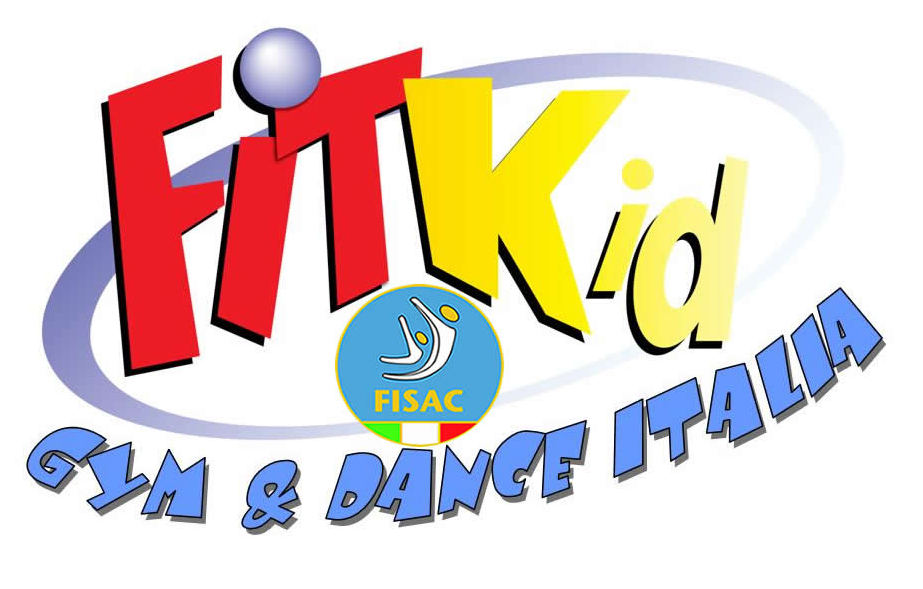 FiTKid
FISAC
GYM & DANCE ITALIA